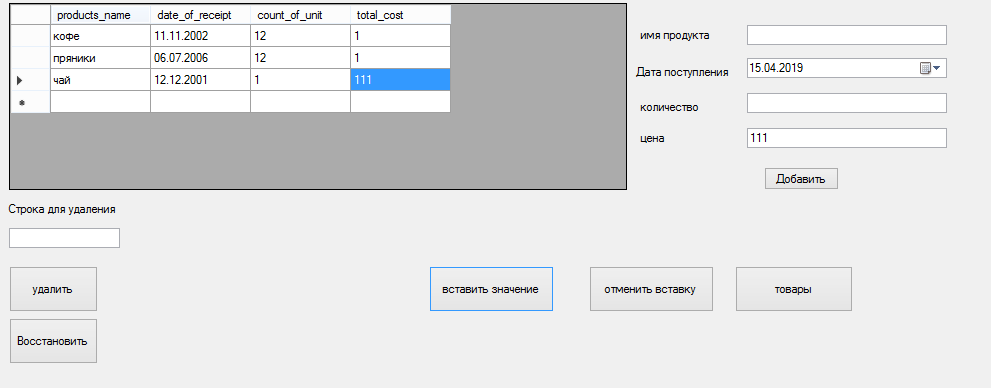 products_name date_of_receipt count_of_unit total_cost
кофе 11.11.2002 12 1
пряники 06.07.2006 12 1
чай 12.12.2001 1 111
имя продукта
Дата поступления 15.04.2019
количество
цена 111
Добавить
Строка для удаления
удалить вставить значение отменить вставку товары
Восстановить